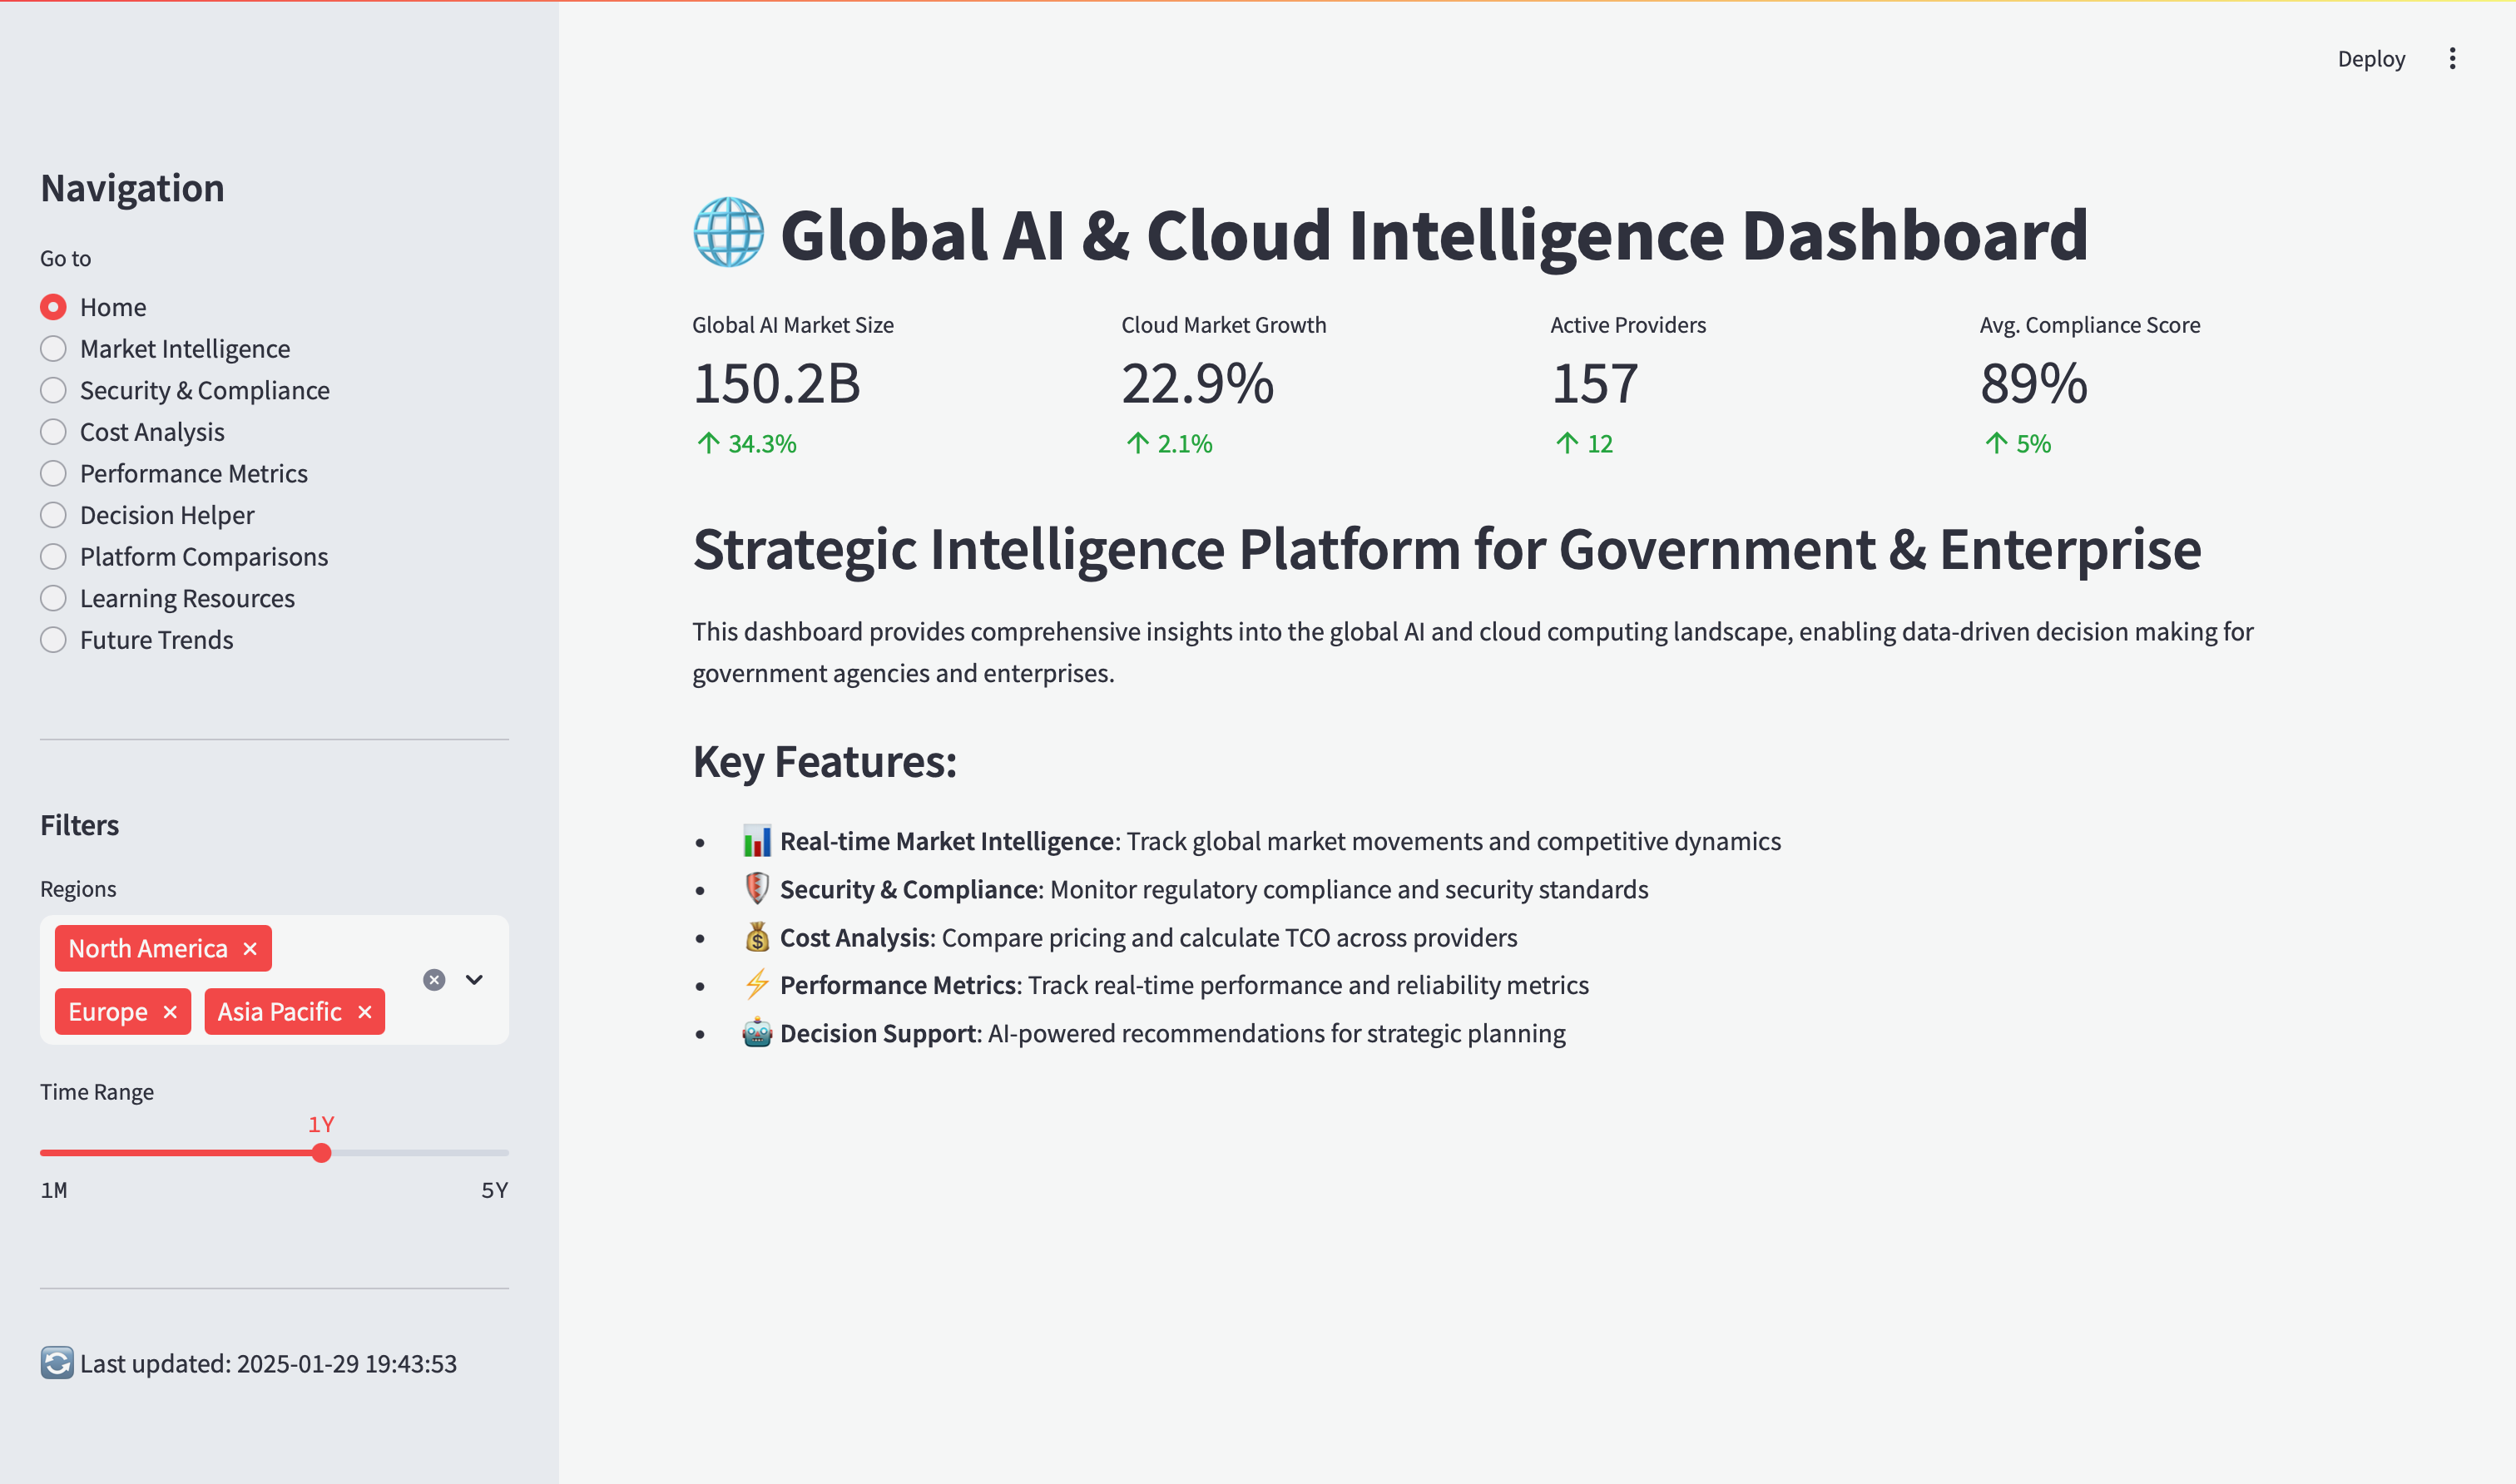 Deploy
Navigation
Go to
Home
Market Intelligence
Security & Compliance
Cost Analysis
Performance Metrics
Decision Helper
Platform Comparisons
Learning Resources
Future Trends
Filters
Regions
North America
Europe Asia Pacific
Time Range
1Y
1M 5Y
Last updated: 2025-01-29 19:43:53
Global AI & Cloud Intelligence Dashboard
Global AI Market Size
150.2B
34.3%
Cloud Market Growth
22.9%
2.1%
Active Providers
157
12
Avg. Compliance Score
89%
5%
Strategic Intelligence Platform for Government & Enterprise
This dashboard provides comprehensive insights into the global AI and cloud computing landscape, enabling data-driven decision making for
government agencies and enterprises.
Key Features:
Real-time Market Intelligence: Track global market movements and competitive dynamics
Security & Compliance: Monitor regulatory compliance and security standards
Cost Analysis: Compare pricing and calculate TCO across providers
Performance Metrics: Track real-time performance and reliability metrics
Decision Support: AI-powered recommendations for strategic planning